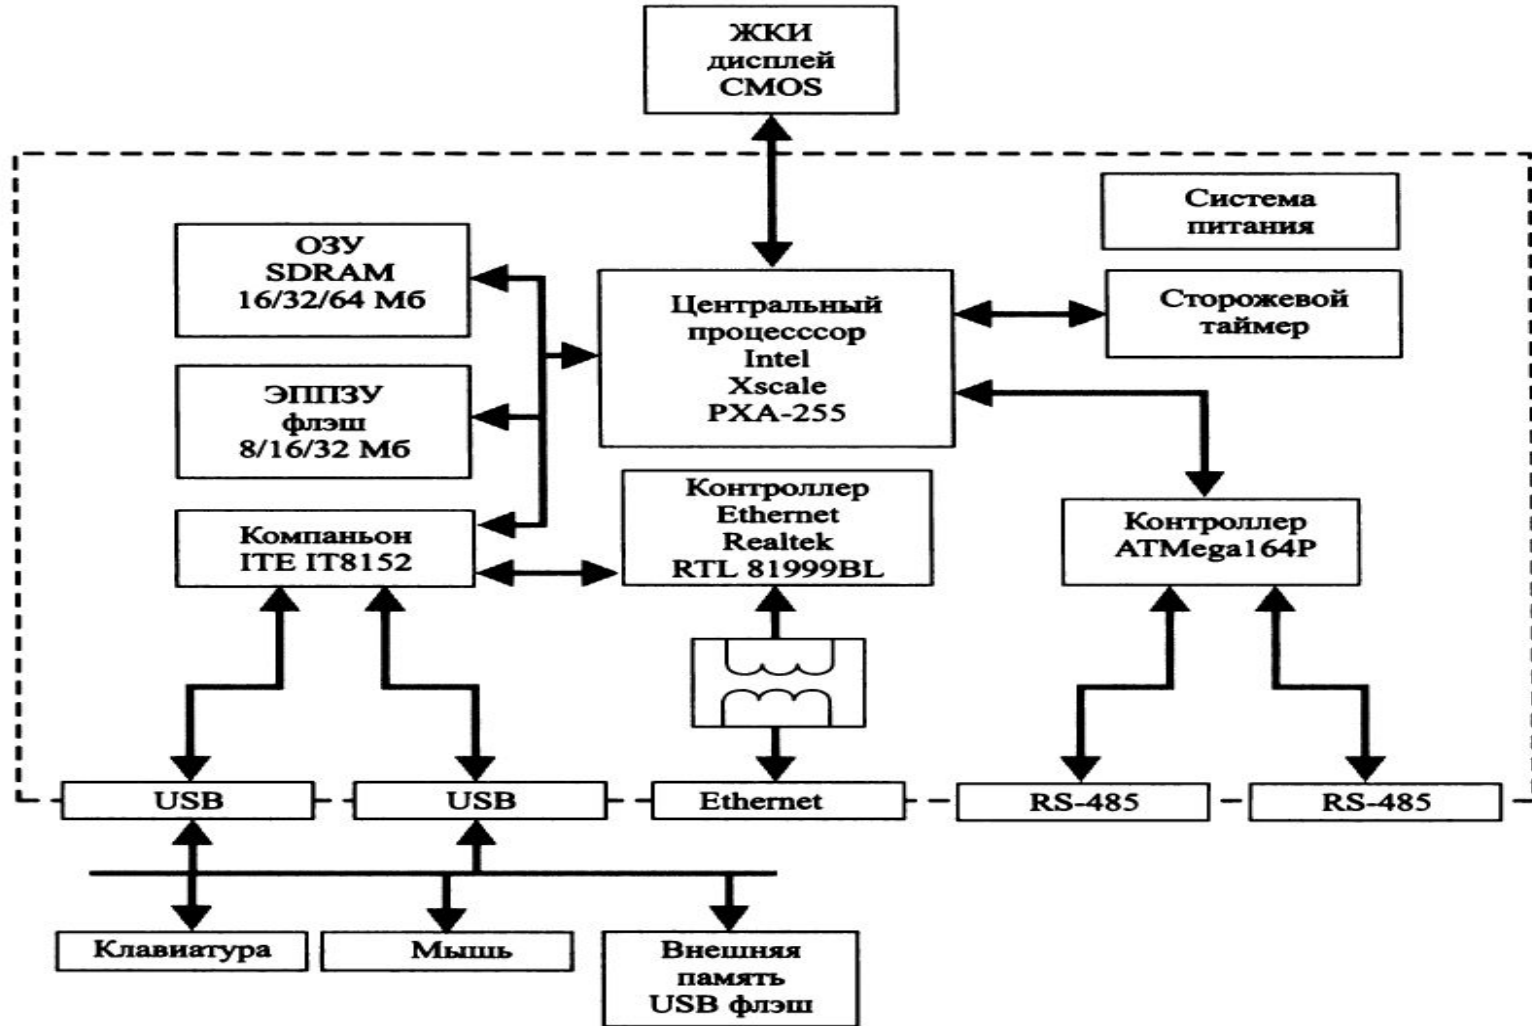 ЖКИ
дисплей
CMOS
Система
питания
ОЗУ
SDRAM
16/32/64 Мб
Центральный
процесссор
Intel
Xscale
PXA-255
Сторожевой
таймер
ЭППЗУ
флэш
8/16/32 Мб
Контроллер
Ethernet
Realtek
RTL 81999BL
Компаньон
ITE IT8152
Контроллер
ATMega164P
USB
USB
Ethernet
RS-485
RS-485
Клавиатура
Мышь
Внешняя
память
USB флэш